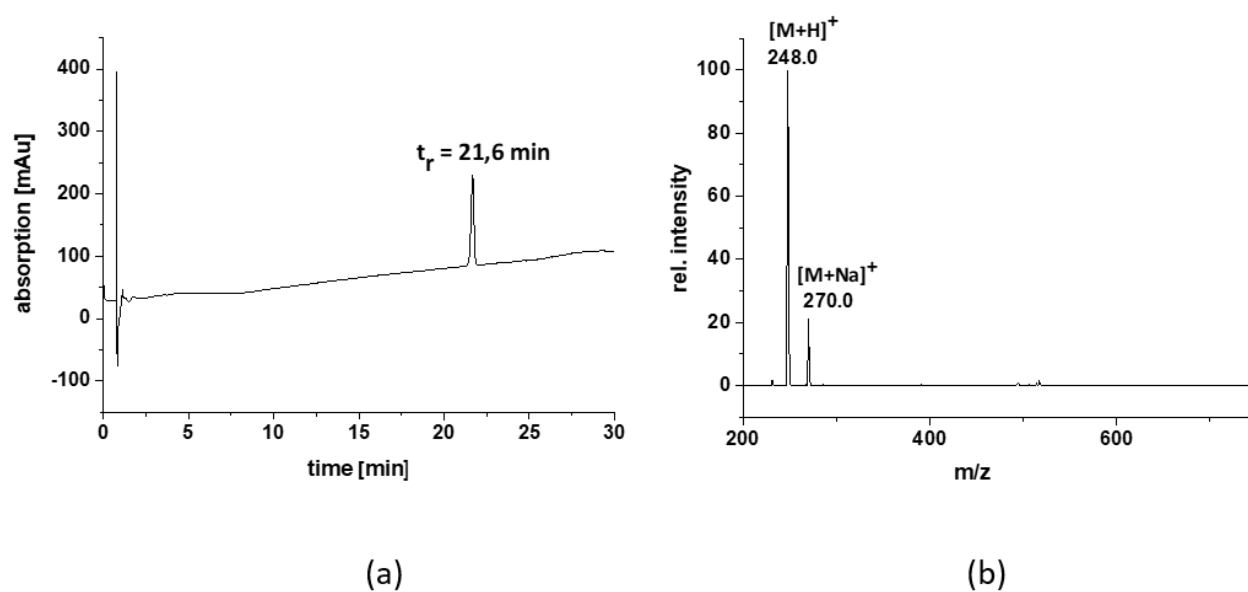 absorption [mAu]
400
300
200
100
0
-100
t_r = 21,6 min
0 5 10 15 20 25 30
time [min]
(a)
rel. intensity
100
80
60
40
20
0
[M+H]+
248.0
[M+Na]+
270.0
200 400 600
m/z
(b)